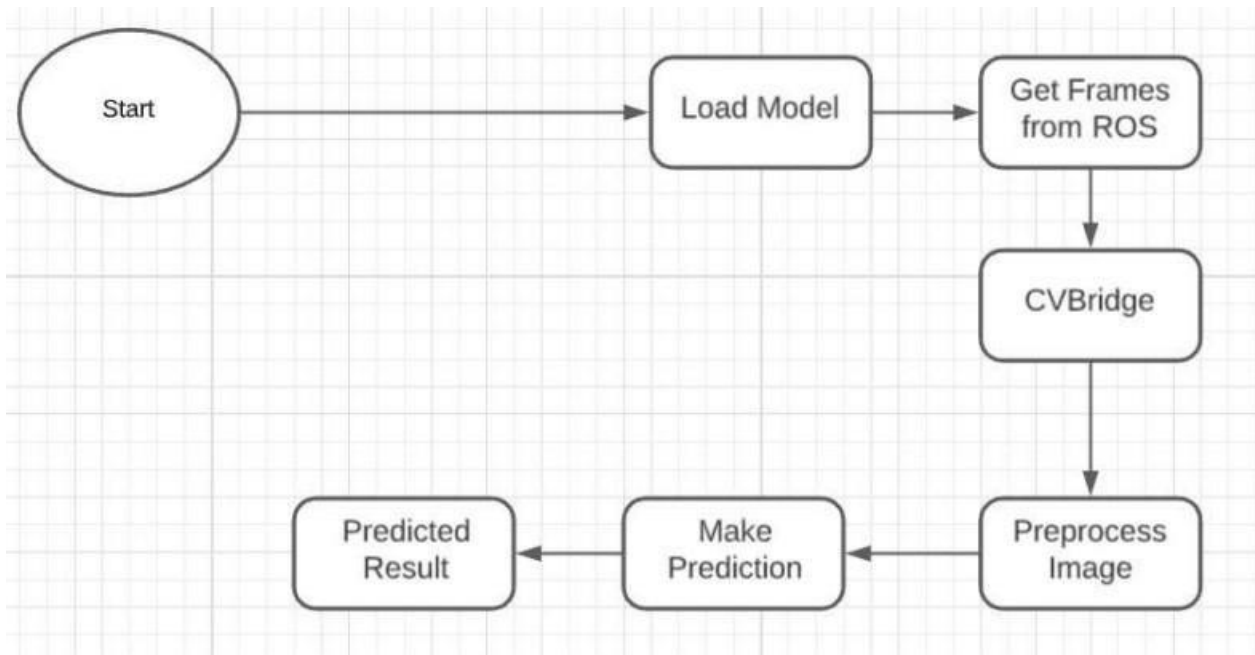 Start
Load Model
Get Frames
from ROS
CVBridge
Preprocess
Image
Make
Prediction
Predicted
Result